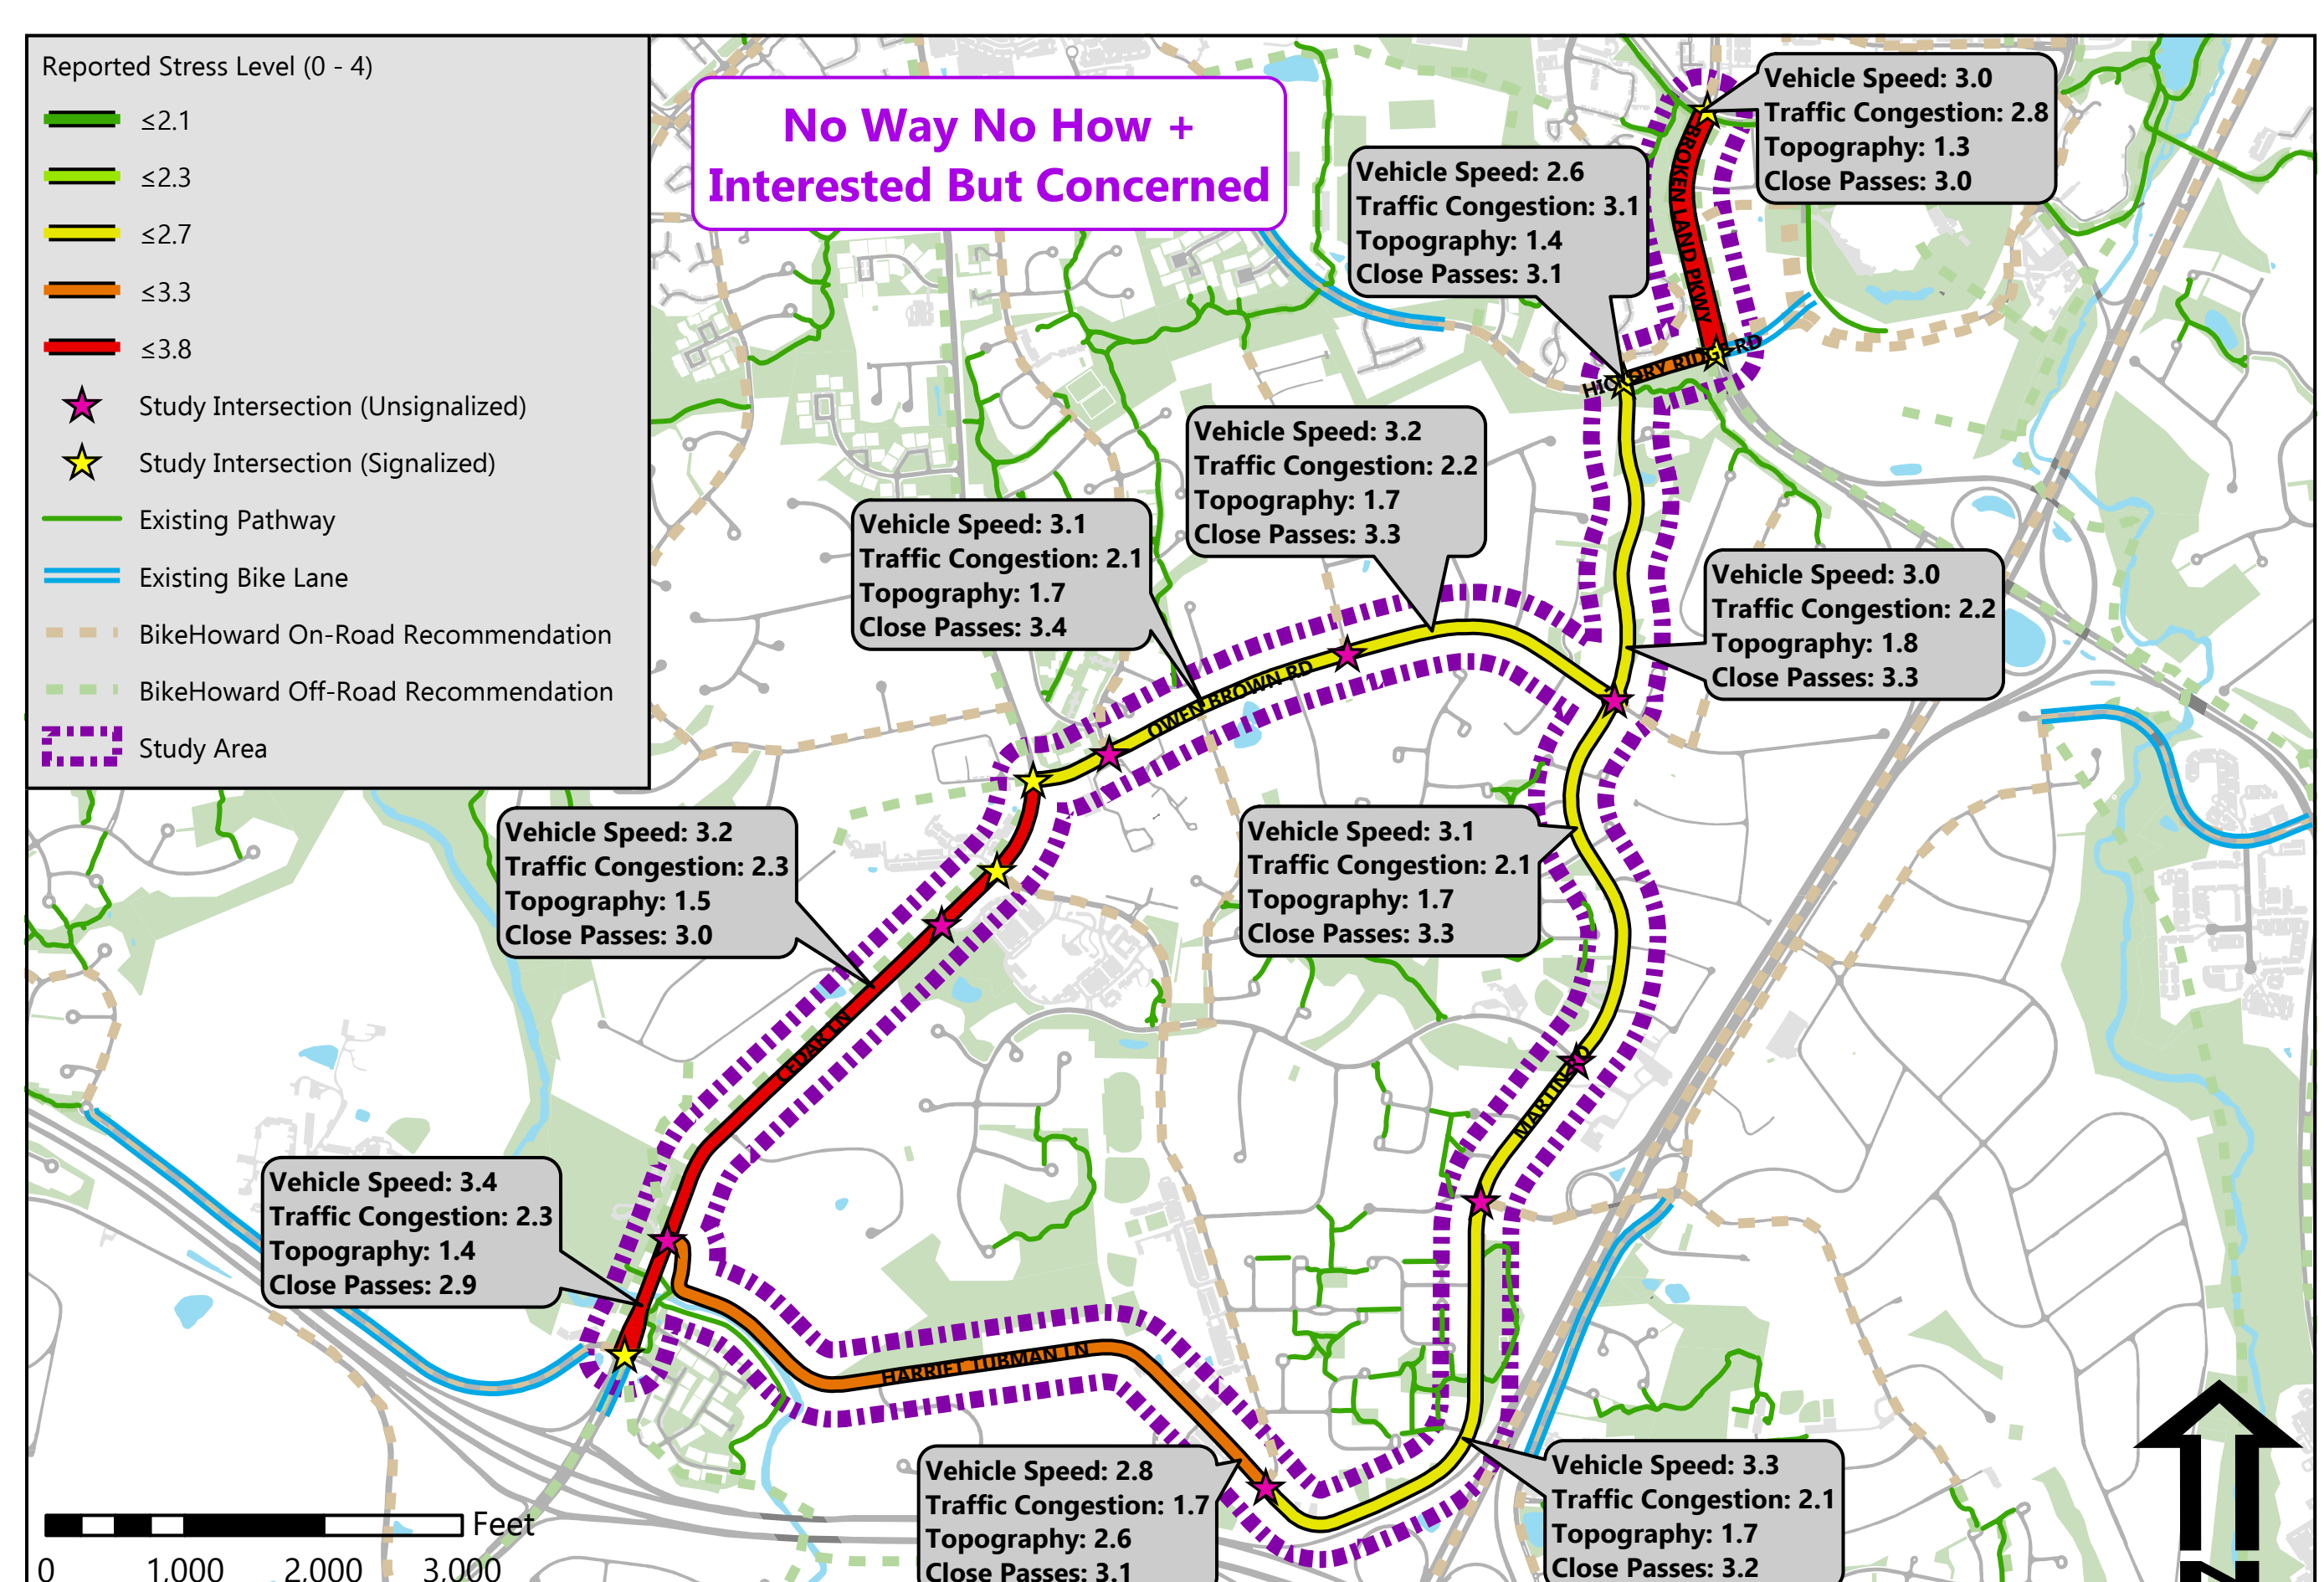 Reported Stress Level (0 - 4)
≤2.1
≤2.3
≤2.7
≤3.3
≤3.8
Study Intersection (Unsignalized)
Study Intersection (Signalized)
Existing Pathway
Existing Bike Lane
BikeHoward On-Road Recommendation
BikeHoward Off-Road Recommendation
Study Area
No Way No How +
Interested But Concerned
Vehicle Speed: 3.0
Traffic Congestion: 2.8
Topography: 1.3
Close Passes: 3.0
Vehicle Speed: 2.6
Traffic Congestion: 3.1
Topography: 1.4
Close Passes: 3.1
BROKEN LAND PKWY
HICKORY RIDGE RD
Vehicle Speed: 3.2
Traffic Congestion: 2.2
Topography: 1.7
Close Passes: 3.3
Vehicle Speed: 3.1
Traffic Congestion: 2.1
Topography: 1.7
Close Passes: 3.4
Vehicle Speed: 3.0
Traffic Congestion: 2.2
Topography: 1.8
Close Passes: 3.3
OWEN BROWN RD
Vehicle Speed: 3.2
Traffic Congestion: 2.3
Topography: 1.5
Close Passes: 3.0
Vehicle Speed: 3.1
Traffic Congestion: 2.1
Topography: 1.7
Close Passes: 3.3
CEDAR LN
MARTIN RD
Vehicle Speed: 3.4
Traffic Congestion: 2.3
Topography: 1.4
Close Passes: 2.9
HARRIET TUBMAN LN
Vehicle Speed: 2.8
Traffic Congestion: 1.7
Topography: 2.6
Close Passes: 3.1
Vehicle Speed: 3.3
Traffic Congestion: 2.1
Topography: 1.7
Close Passes: 3.2
Feet
0 1,000 2,000 3,000
N